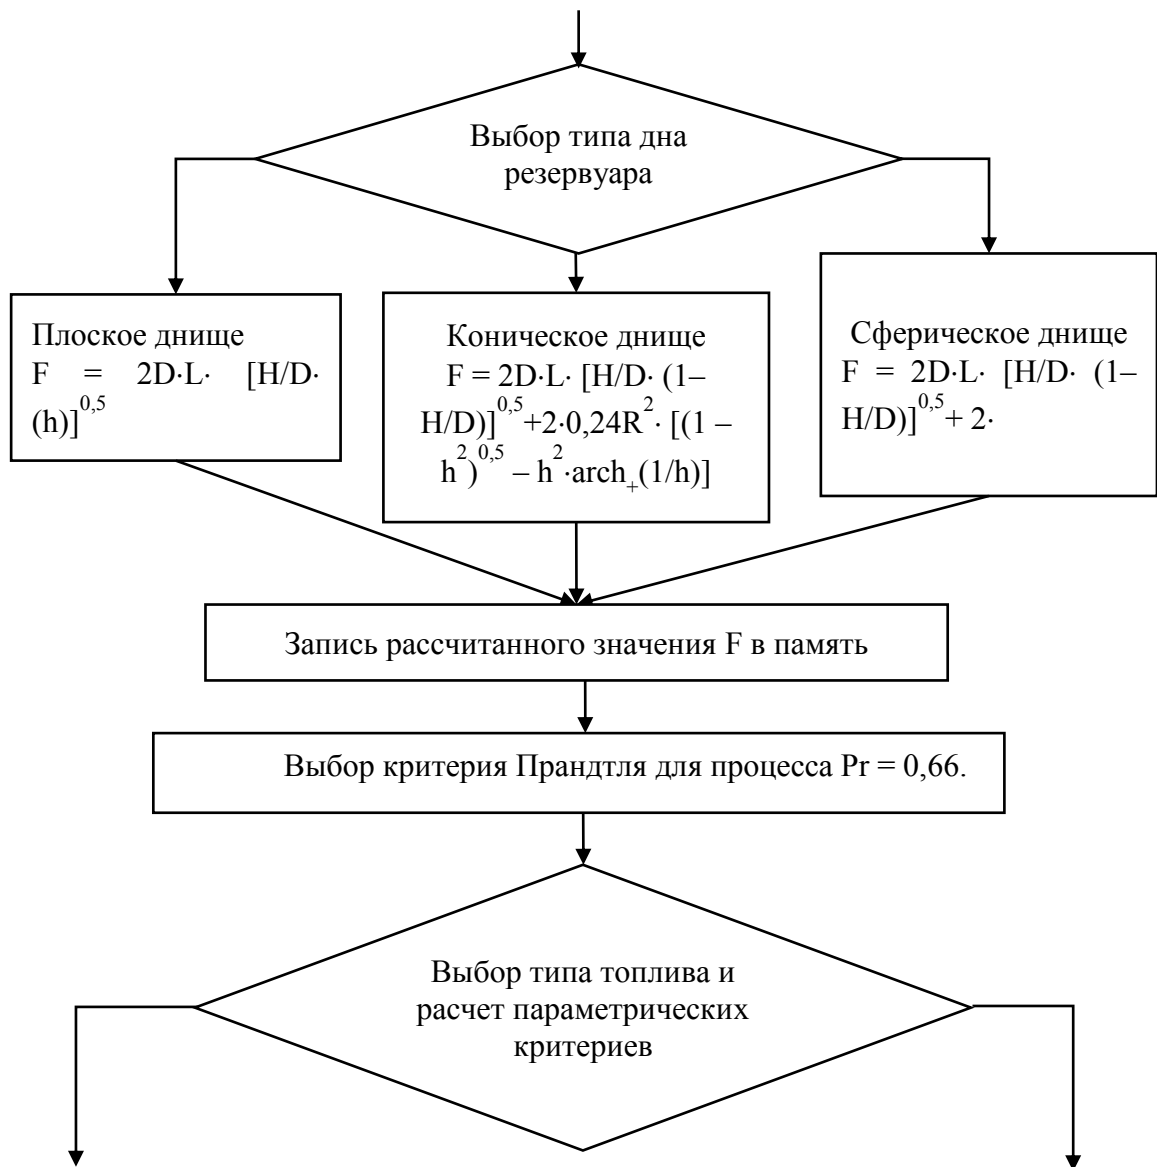 Выбор типа дна
резервуара
Плоское днище
F = 2D·L· [H/D·
(h)]^0,5
Коническое днище
F = 2D·L· [H/D· (1–
H/D)]^0,5+2·0,24R^2· [(1 –
h^2)^0,5 – h^2·arch_+(1/h)]
Сферическое днище
F = 2D·L· [H/D· (1–
H/D)]^0,5+ 2·
Запись рассчитанного значения F в память
Выбор критерия Прандтля для процесса Pr = 0,66.
Выбор типа топлива и
расчет параметрических
критериев